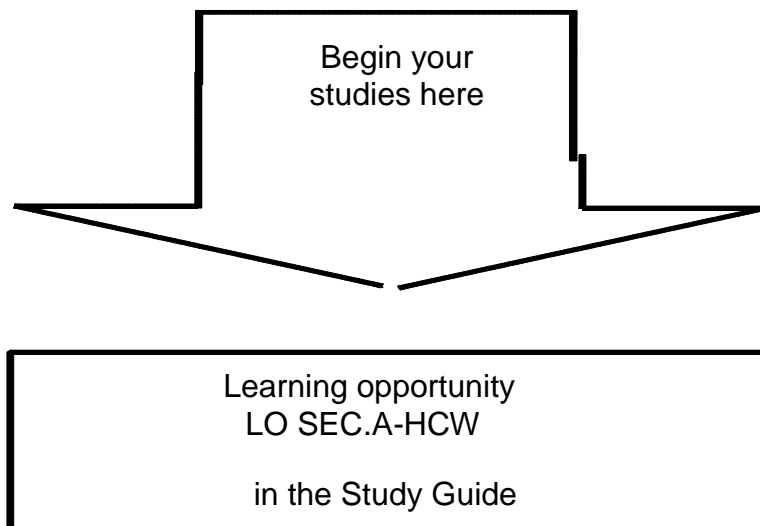 Begin your
studies here
Learning opportunity
LO SEC.A-HCW
in the Study Guide